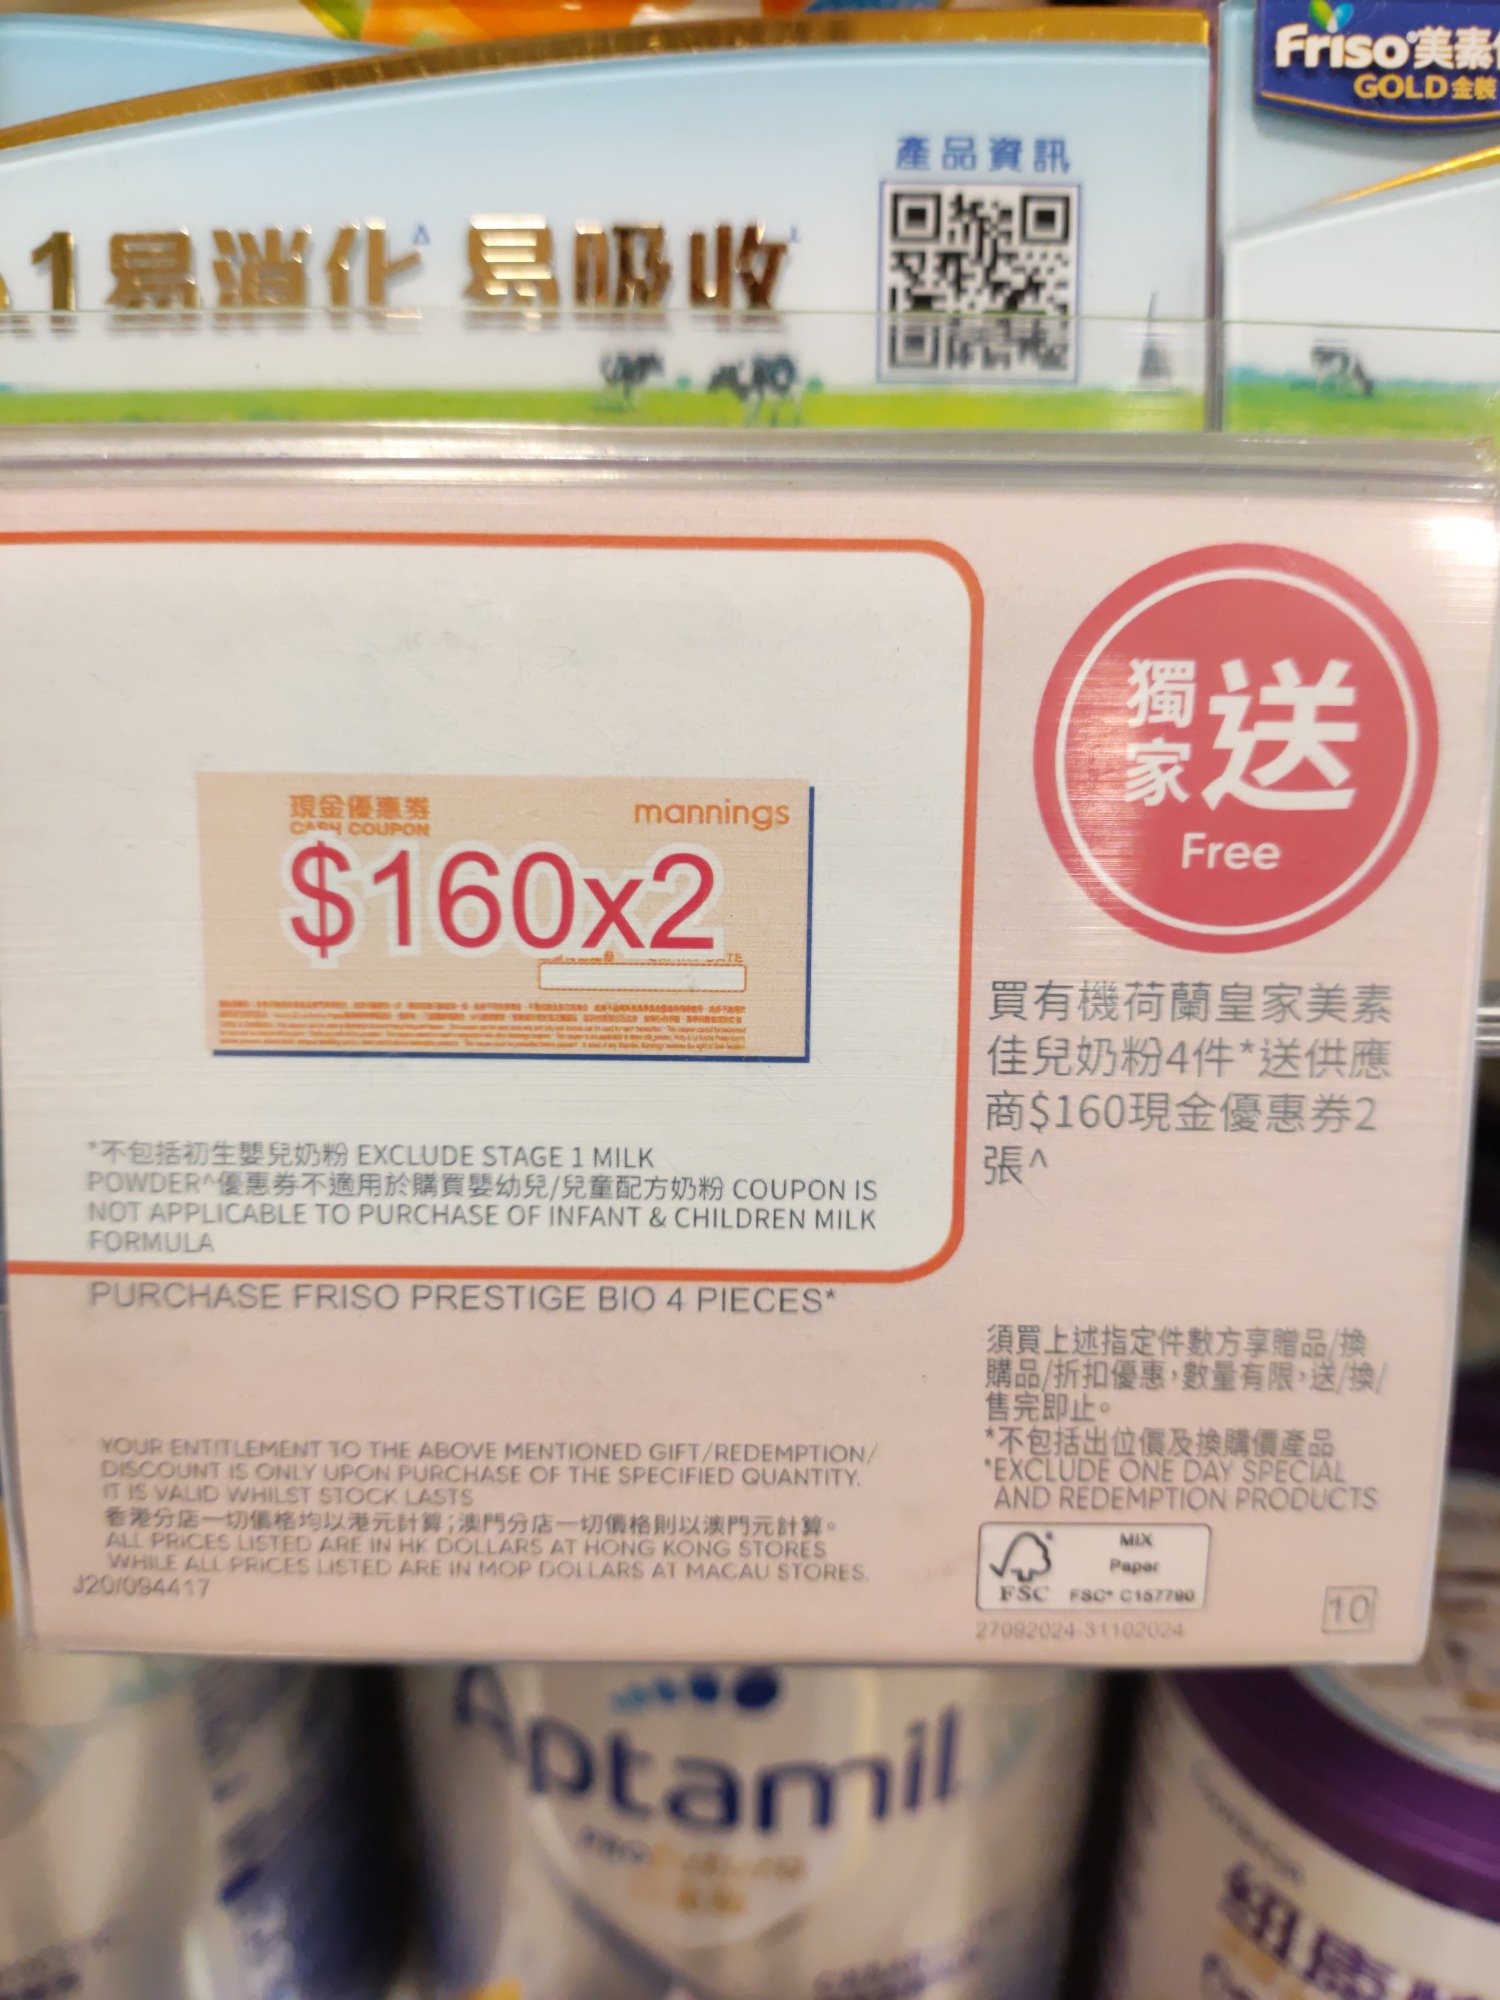 Friso 美素
GOLD 金裝
產品資訊
1易消化 易吸收
獨家送
Free
現金優惠券
mannings
CASH COUPON
$160x2
買有機荷蘭皇家美素
佳兒奶粉4件*送供應
商$160現金優惠券2
張^
*不包括初生嬰兒奶粉 EXCLUDE STAGE 1 MILK
POWDER^優惠券不適用於購買嬰幼兒/兒童配方奶粉 COUPON IS
NOT APPLICABLE TO PURCHASE OF INFANT & CHILDREN MILK
FORMULA
PURCHASE FRISO PRESTIGE BIO 4 PIECES*
須買上述指定件數方享贈品/換
購品/折扣優惠，數量有限，送/換/
售完即止。
*不包括出位價及換購價產品
*EXCLUDE ONE DAY SPECIAL
AND REDEMPTION PRODUCTS
YOUR ENTITLEMENT TO THE ABOVE MENTIONED GIFT/REDEMPTION/
DISCOUNT IS ONLY UPON PURCHASE OF THE SPECIFIED QUANTITY.
IT IS VALID WHILST STOCK LASTS
香港分店一切價格均以港元計算；澳門分店一切價格則以澳門元計算。
ALL PRICES LISTED ARE IN HK DOLLARS AT HONG KONG STORES
WHILE ALL PRICES LISTED ARE IN MOP DOLLARS AT MACAU STORES.
J20/094417
MIX
Paper
FSC FSC® C157790
27092024-31102024
10
Aptamil